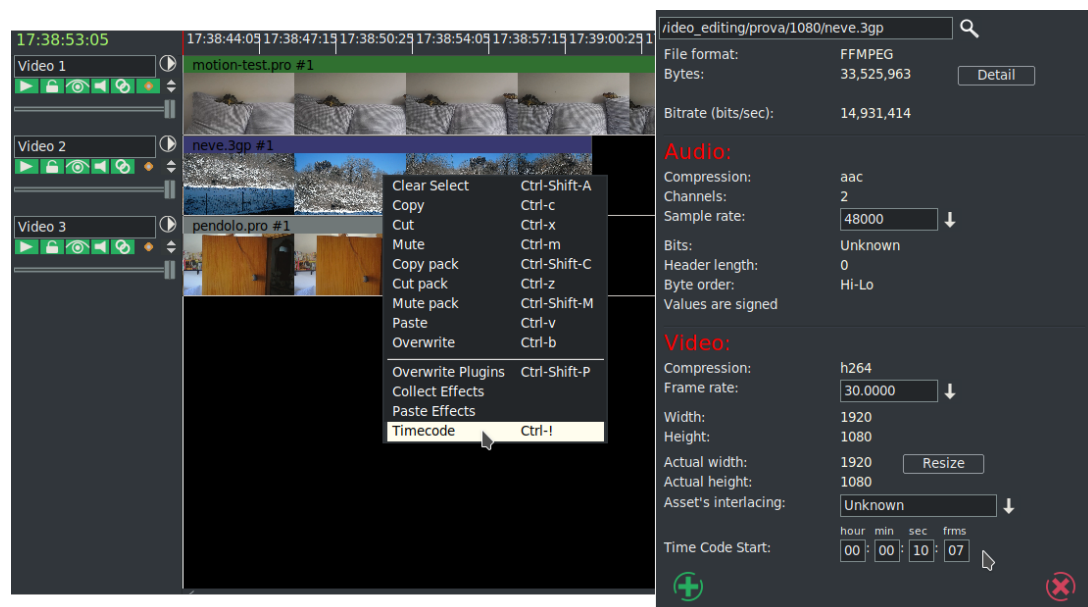 17:38:53:05
17:38:44:05 17:38:47:15 17:38:50:25 17:38:54:05 17:38:57:15 17:39:00:25 1
Video 1
motion-test.pro #1
Video 2
neve.3gp #1
Video 3
pendolo.pro #1
Clear Select Ctrl-Shift-A
Copy Ctrl-c
Cut Ctrl-x
Mute Ctrl-m
Copy pack Ctrl-Shift-C
Cut pack Ctrl-z
Mute pack Ctrl-Shift-M
Paste Ctrl-v
Overwrite Ctrl-b
Overwrite Plugins Ctrl-Shift-P
Collect Effects
Paste Effects
Timecode Ctrl-!
/ideo_editing/prova/1080/neve.3gp
File format: FFMPEG
Bytes: 33,525,963 Detail
Bitrate (bits/sec): 14,931,414
Audio:
Compression: aac
Channels: 2
Sample rate: 48000
Bits: Unknown
Header length: 0
Byte order: Hi-Lo
Values are signed
Video:
Compression: h264
Frame rate: 30.0000
Width: 1920
Height: 1080
Actual width: 1920 Resize
Actual height: 1080
Asset's interlacing: Unknown
hour min sec frms
Time Code Start: 00 : 00 : 10 : 07